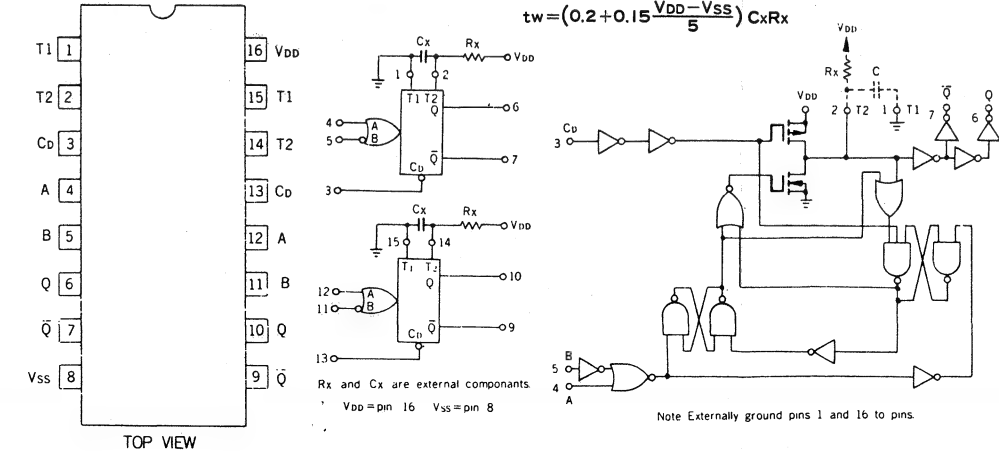 tw=(0.2+0.15 VDD−VSS/5) CxRx
T1 1
T2 2
CD 3
A 4
B 5
Q 6
Q̅ 7
VSS 8
16 VDD
15 T1
14 T2
13 CD
12 A
11 B
10 Q
9 Q̅
TOP VIEW
Cx Rx
VDD
1 2
T1 T2
Q 6
4 A
5 B
Q̅ 7
CD
3
Cx Rx
VDD
15 14
T1 T2
Q 10
12 A
11 B
Q̅ 9
CD
13
Rx and Cx are external componants.
VDD=pin 16 VSS=pin 8
VDD
Rx C
2 T2 1 T1
Q̅ Q
7 6
VDD
CD
3
B
5
4
A
Note Externally ground pins 1 and 16 to pins.